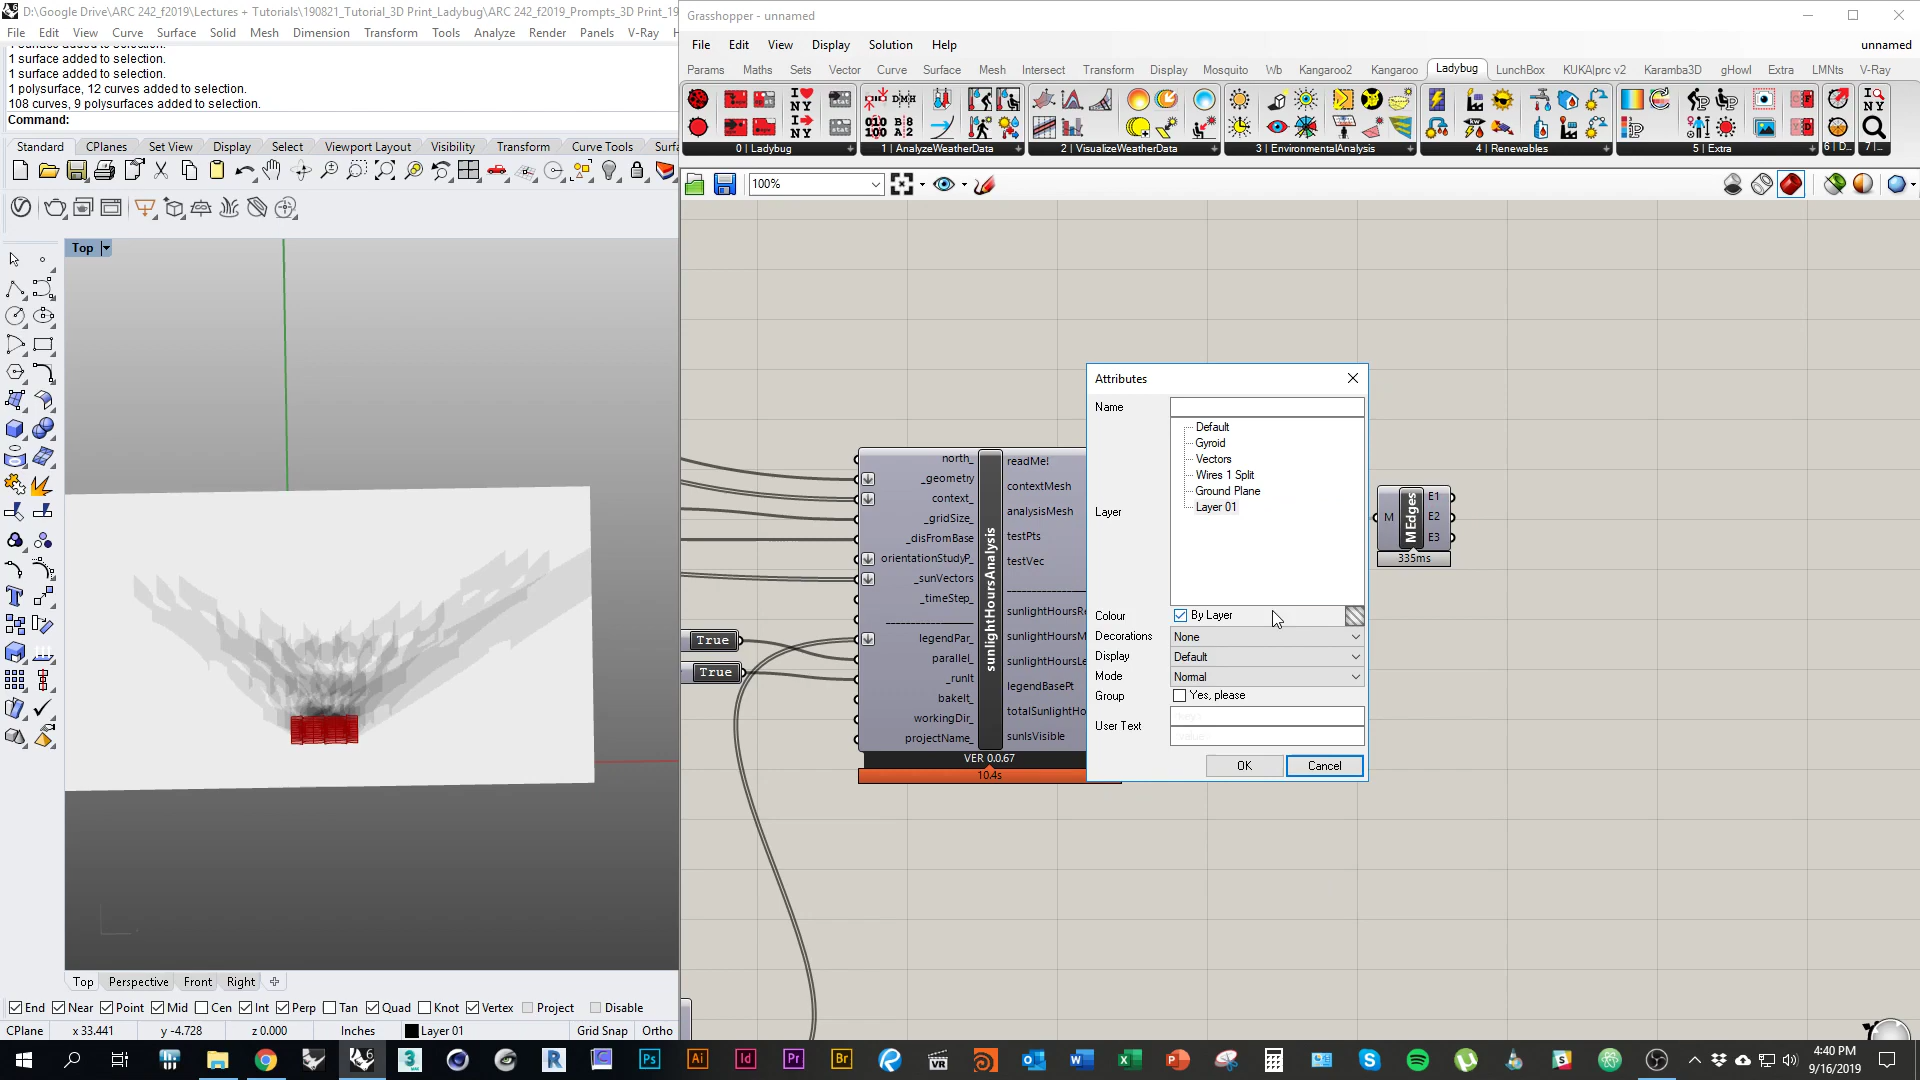 D:\Google Drive\ARC 242_f2019\Lectures + Tutorials\190821_Tutorial_3D Print_Ladybug\ARC 242_f2019_Prompts_3D Print_19
File Edit View Curve Surface Solid Mesh Dimension Transform Tools Analyze Render Panels V-Ray
1 surface added to selection.
1 surface added to selection.
1 polysurface, 12 curves added to selection.
108 curves, 9 polysurfaces added to selection.
Command:
Standard CPlanes Set View Display Select Viewport Layout Visibility Transform Curve Tools Surf
Top
Top Perspective Front Right
End Near Point Mid Cen Int Perp Tan Quad Knot Vertex Project Disable
CPlane x 33.441 y -4.728 z 0.000 Inches Layer 01 Grid Snap Ortho
Grasshopper - unnamed
File Edit View Display Solution Help unnamed
Params Maths Sets Vector Curve Surface Mesh Intersect Transform Display Mosquito Wb Kangaroo2 Kangaroo Ladybug LunchBox KUKA|prc v2 Karamba3D gHowl Extra LMNts V-Ray
0 | Ladybug 1 | AnalyzeWeatherData 2 | VisualizeWeatherData 3 | EnvironmentalAnalysis 4 | Renewables 5 | Extra 6 | D... 7 |...
100%
north_
_geometry
context_
_gridSize_
_disFromBase
orientationStudyP_
_sunVectors
_timeStep_
legendPar_
parallel_
_runIt
bakeIt_
workingDir_
projectName_
sunlightHoursAnalysis
readMe!
contextMesh
analysisMesh
testPts
testVec
sunlightHoursRe
sunlightHoursM
sunlightHoursLe
legendBasePt
totalSunlightHo
sunIsVisible
VER 0.0.67
10.4s
True
True
Attributes
Name
Layer
Default
Gyroid
Vectors
Wires 1 Split
Ground Plane
Layer 01
Colour By Layer
Decorations None
Display Default
Mode Normal
Group Yes, please
User Text
OK Cancel
M MEdges E1 E2 E3
335ms
4:40 PM
9/16/2019